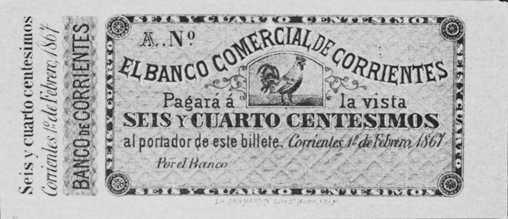 Seis y cuarto centesimos
Corrientes 1º de Febrero, 1867
BANCO DE CORRIENTES
SEIS Y CUARTO CENTESIMOS
A. Nº
EL BANCO COMERCIAL DE CORRIENTES
Pagará á la vista
SEIS Y CUARTO CENTESIMOS
al portador de este billete. Corrientes, 1º de Febrero, 1867
Por el Banco
SEIS Y CUARTO CENTESIMOS
SAN MARTIN